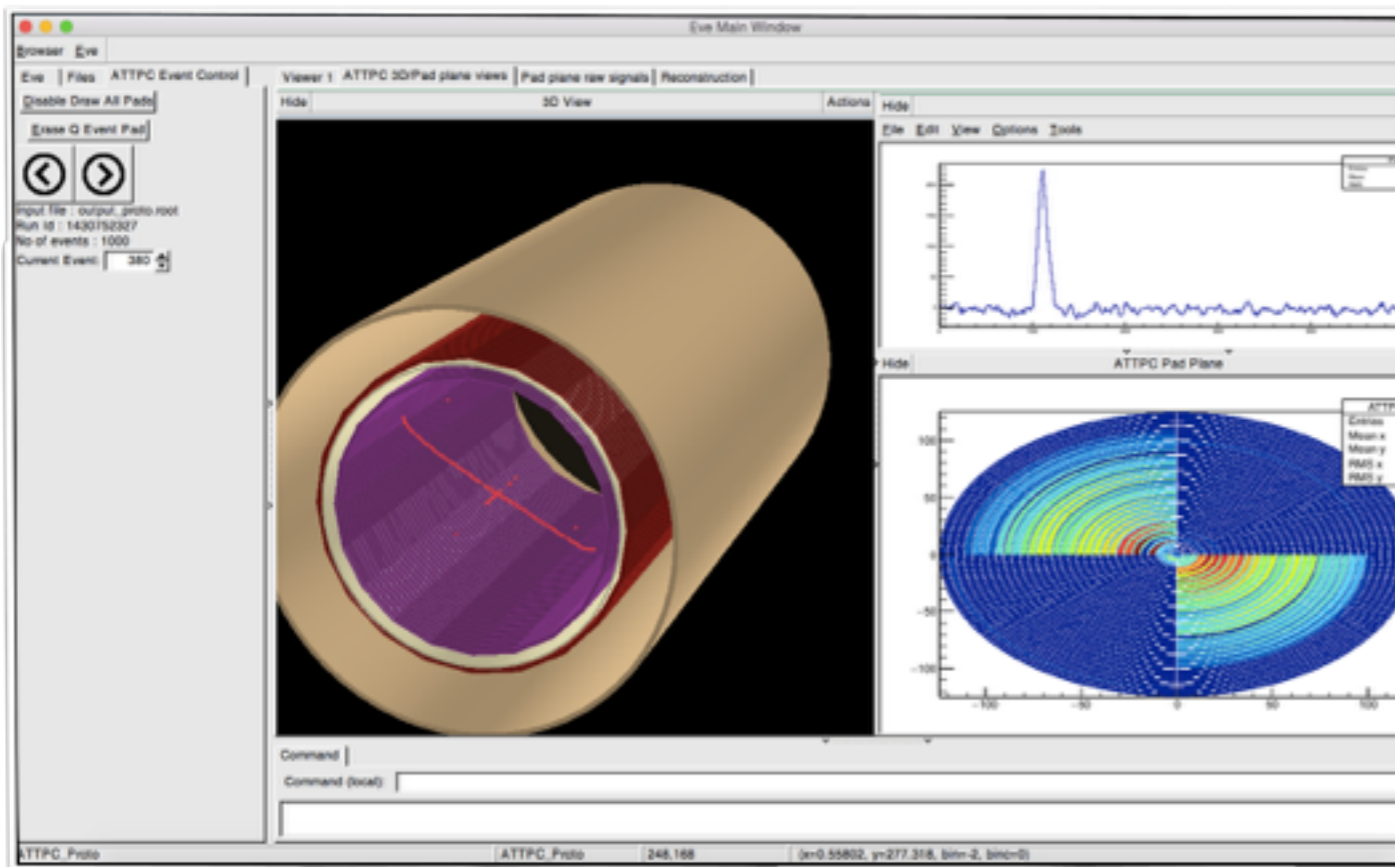 Eve Main Window
Browser Eve
Eve Files ATTPC Event Control
Viewer 1 ATTPC 3D/Pad plane views Pad plane raw signals Reconstruction
Disable Draw All Pads
Hide 3D View Actions Hide
Erase Q Event Pad
File Edit View Options Tools
Input file : output_proto.root
Run Id : 1430752327
No of events : 1000
Current Event: 380
Hide ATTPC Pad Plane
ATTP
Entries
Mean x
Mean y
RMS x
RMS y
100
50
0
-50
-100
-100 -50 0 50 100
Command
Command (local):
ATTPC_Proto ATTPC_Proto 248,168 (x=0.55802, y=277.318, binx=-2, binc=0)